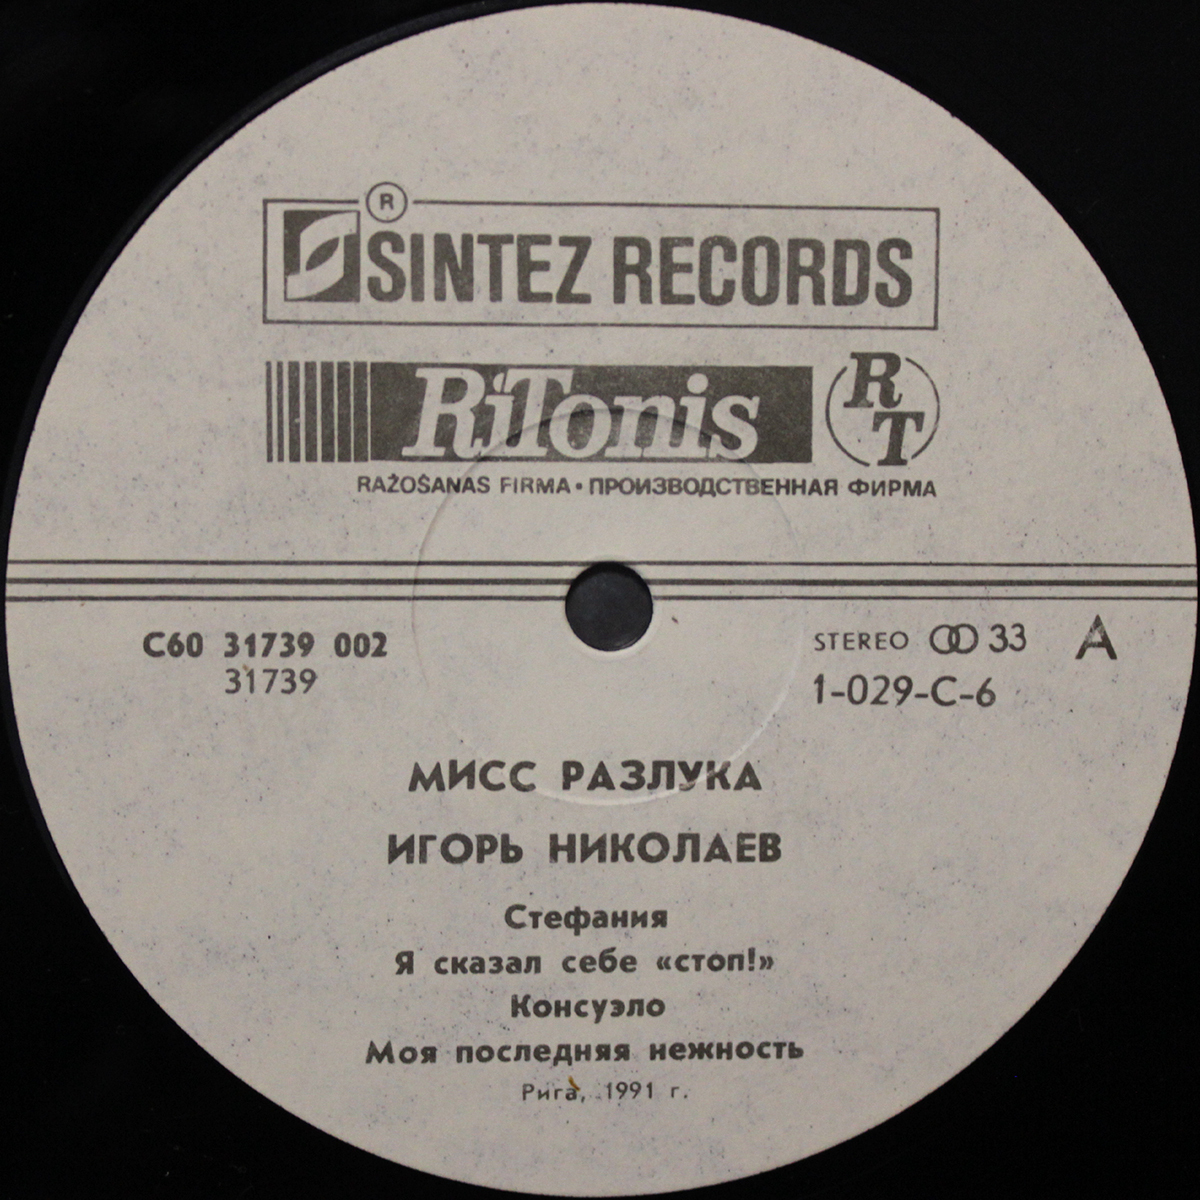 ®
SINTEZ RECORDS
RiTonis RT
RAŽOŠANAS FIRMA • ПРОИЗВОДСТВЕННАЯ ФИРМА
С60 31739 002
31739
STEREO 33 A
1-029-С-6
МИСС РАЗЛУКА
ИГОРЬ НИКОЛАЕВ
Стефания
Я сказал себе «стоп!»
Консуэло
Моя последняя нежность
Рига, 1991 г.